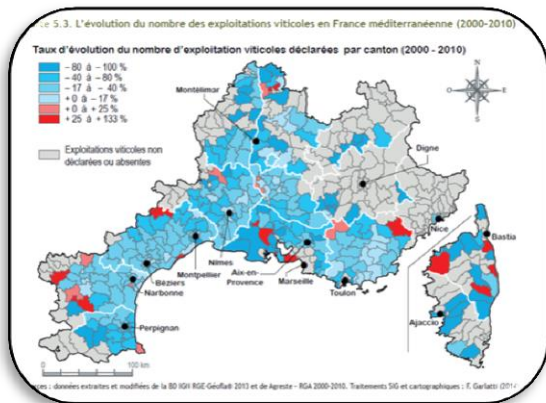 5.3. L'évolution du nombre des exploitations viticoles en France méditerranéenne (2000-2010)
Taux d'évolution du nombre d'exploitation viticoles déclarées par canton (2000 - 2010)
-80 à -100 %
-40 à -80 %
-17 à -40 %
+0 à -17 %
+0 à +25 %
+25 à +133 %
Exploitations viticoles non
déclarées ou absentes
N
O
E
S
Montélimar
Digne
Nice
Bastia
Nîmes
Montpellier
Aix-en-
Provence
Marseille
Toulon
Béziers
Narbonne
Ajaccio
Perpignan
0
100 km
: données extraites et modifiées de la BD IGN RGE-Géofla® 2013 et de Agreste - RGA 2000-2010. Traitements SIG et cartographiques : F. Garlatti (2014